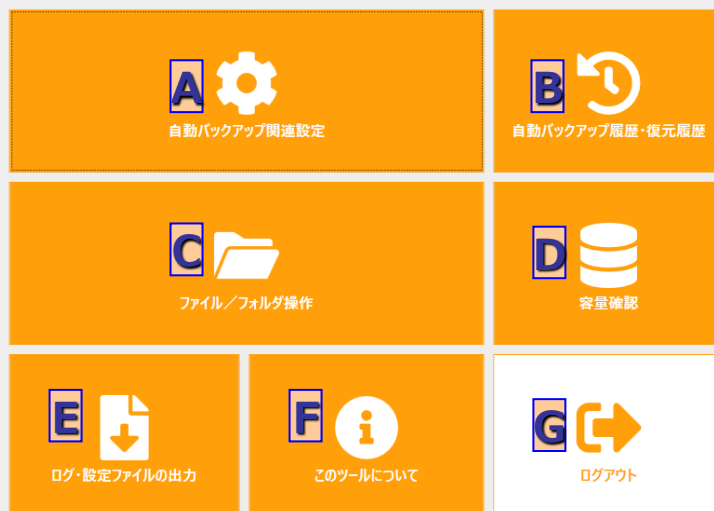 A
自動バックアップ関連設定
B
自動バックアップ履歴・復元履歴
C
ファイル／フォルダ操作
D
容量確認
E
ログ・設定ファイルの出力
F
このツールについて
G
ログアウト